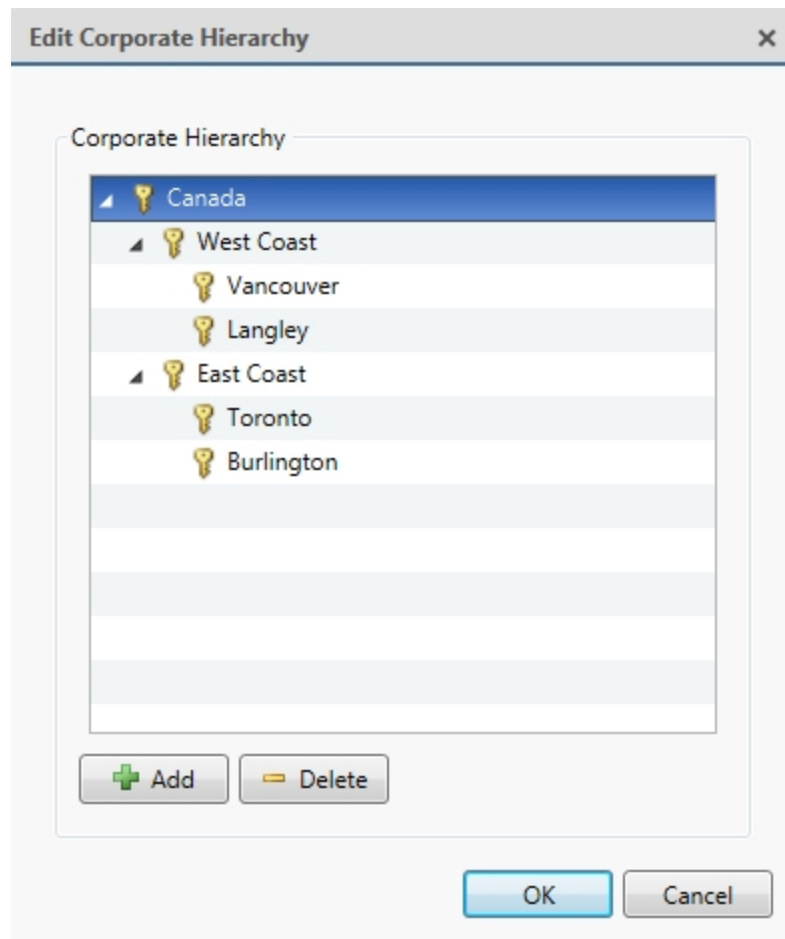 Edit Corporate Hierarchy
Corporate Hierarchy
Canada
West Coast
Vancouver
Langley
East Coast
Toronto
Burlington
Add Delete
OK Cancel